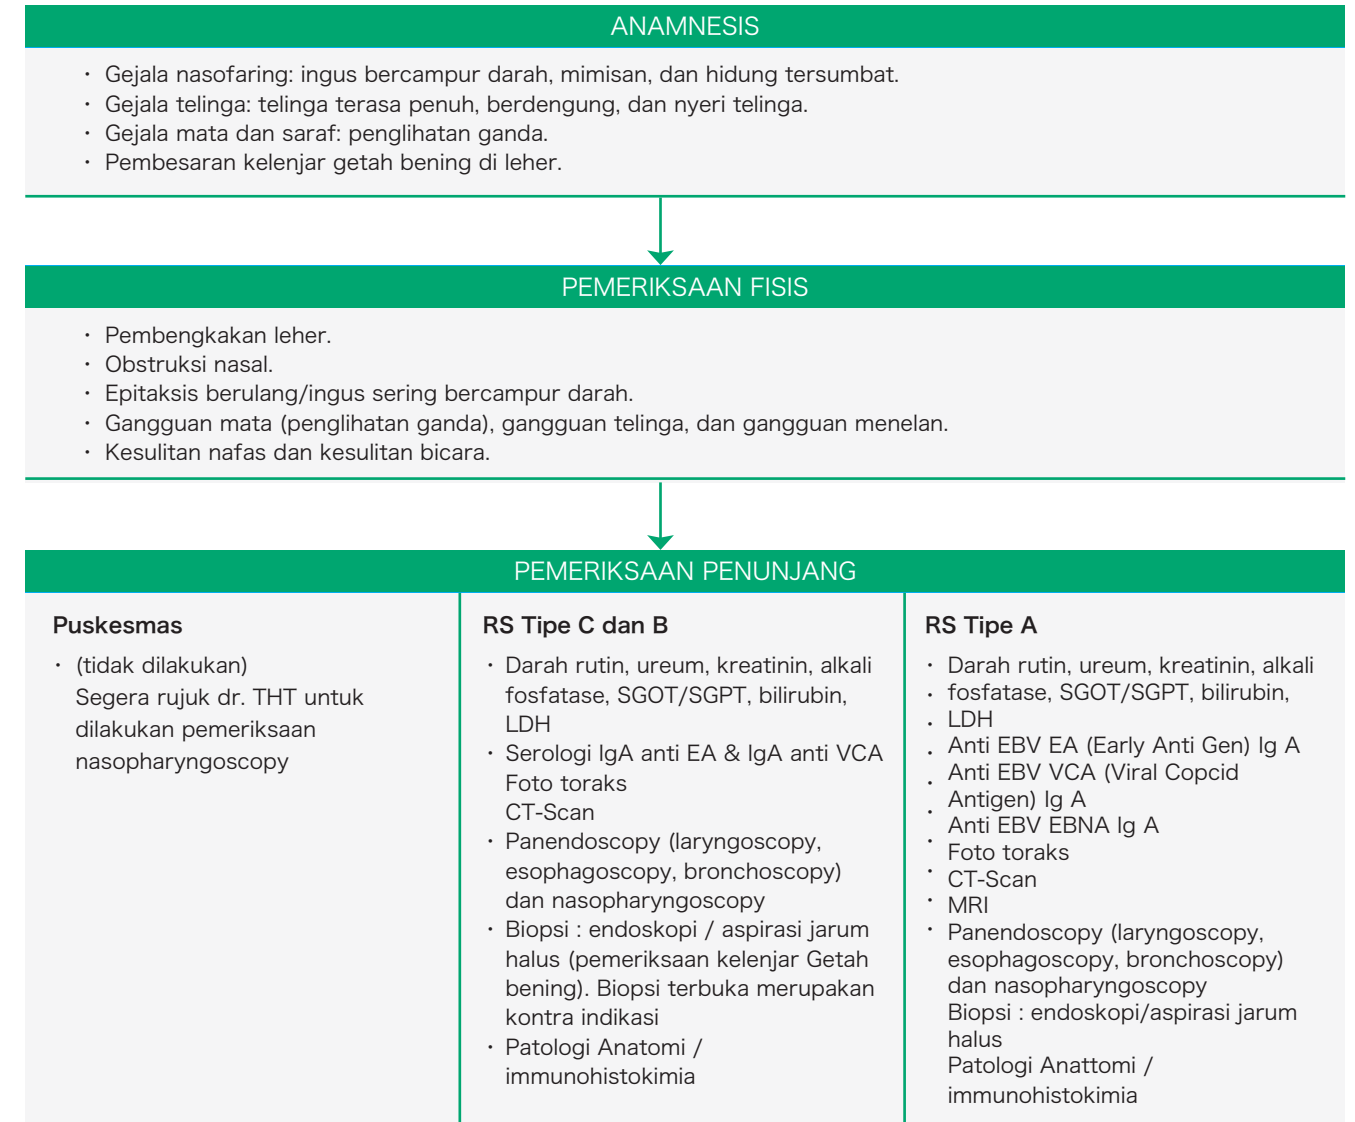 ANAMNESIS
・ Gejala nasofaring: ingus bercampur darah, mimisan, dan hidung tersumbat.
・ Gejala telinga: telinga terasa penuh, berdengung, dan nyeri telinga.
・ Gejala mata dan saraf: penglihatan ganda.
・ Pembesaran kelenjar getah bening di leher.
PEMERIKSAAN FISIS
・ Pembengkakan leher.
・ Obstruksi nasal.
・ Epitaksis berulang/ingus sering bercampur darah.
・ Gangguan mata (penglihatan ganda), gangguan telinga, dan gangguan menelan.
・ Kesulitan nafas dan kesulitan bicara.
PEMERIKSAAN PENUNJANG
Puskesmas
・ (tidak dilakukan)
Segera rujuk dr. THT untuk
dilakukan pemeriksaan
nasopharyngoscopy
RS Tipe C dan B
・ Darah rutin, ureum, kreatinin, alkali
fosfatase, SGOT/SGPT, bilirubin,
LDH
・ Serologi IgA anti EA & IgA anti VCA
Foto toraks
CT-Scan
・ Panendoscopy (laryngoscopy,
esophagoscopy, bronchoscopy)
dan nasopharyngoscopy
・ Biopsi : endoskopi / aspirasi jarum
halus (pemeriksaan kelenjar Getah
bening). Biopsi terbuka merupakan
kontra indikasi
・ Patologi Anatomi /
immunohistokimia
RS Tipe A
・ Darah rutin, ureum, kreatinin, alkali
・ fosfatase, SGOT/SGPT, bilirubin,
・ LDH
・ Anti EBV EA (Early Anti Gen) Ig A
Anti EBV VCA (Viral Copcid
・ Antigen) Ig A
・ Anti EBV EBNA Ig A
・ Foto toraks
・ CT-Scan
・ MRI
・ Panendoscopy (laryngoscopy,
esophagoscopy, bronchoscopy)
dan nasopharyngoscopy
Biopsi : endoskopi/aspirasi jarum
halus
Patologi Anattomi /
immunohistokimia